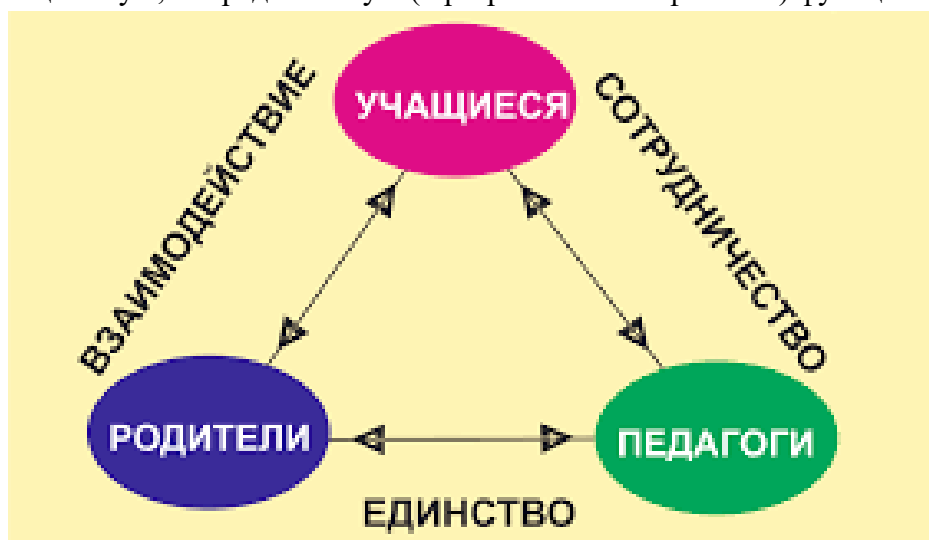 УЧАЩИЕСЯ
ВЗАИМОДЕЙСТВИЕ
СОТРУДНИЧЕСТВО
РОДИТЕЛИ
ПЕДАГОГИ
ЕДИНСТВО